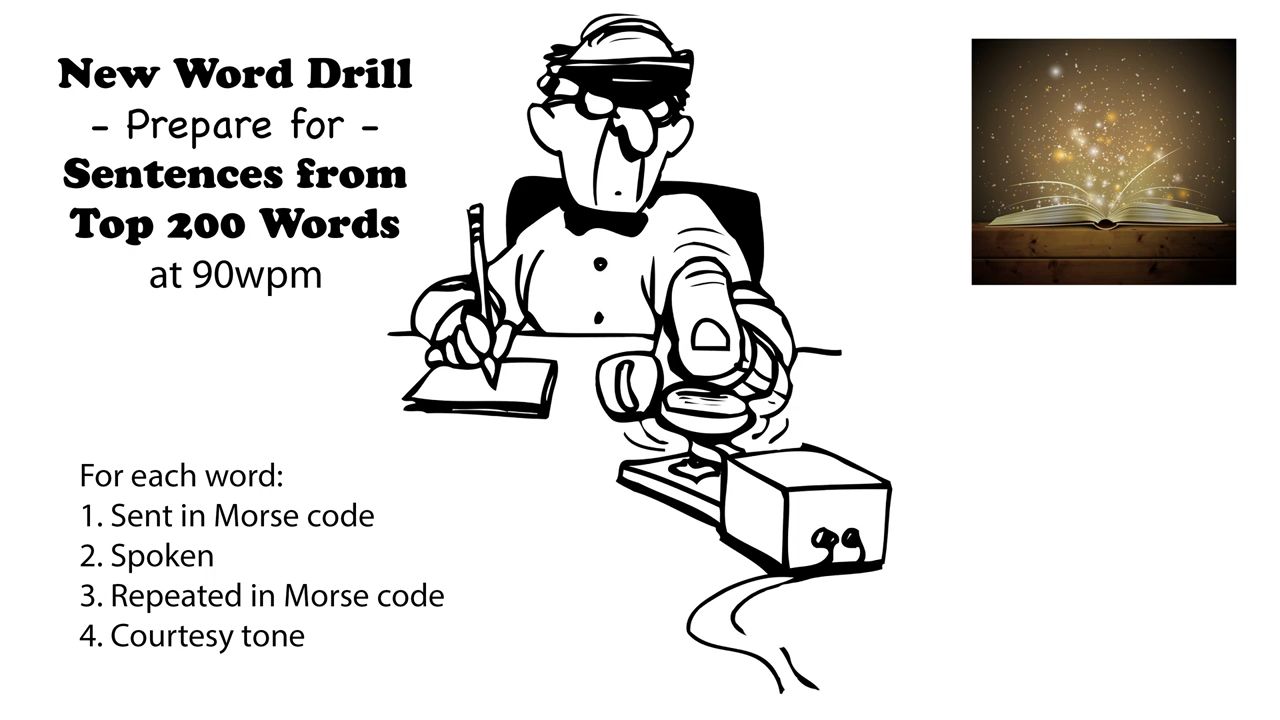 New Word Drill
- Prepare for -
Sentences from
Top 200 Words
at 90wpm
For each word:
1. Sent in Morse code
2. Spoken
3. Repeated in Morse code
4. Courtesy tone